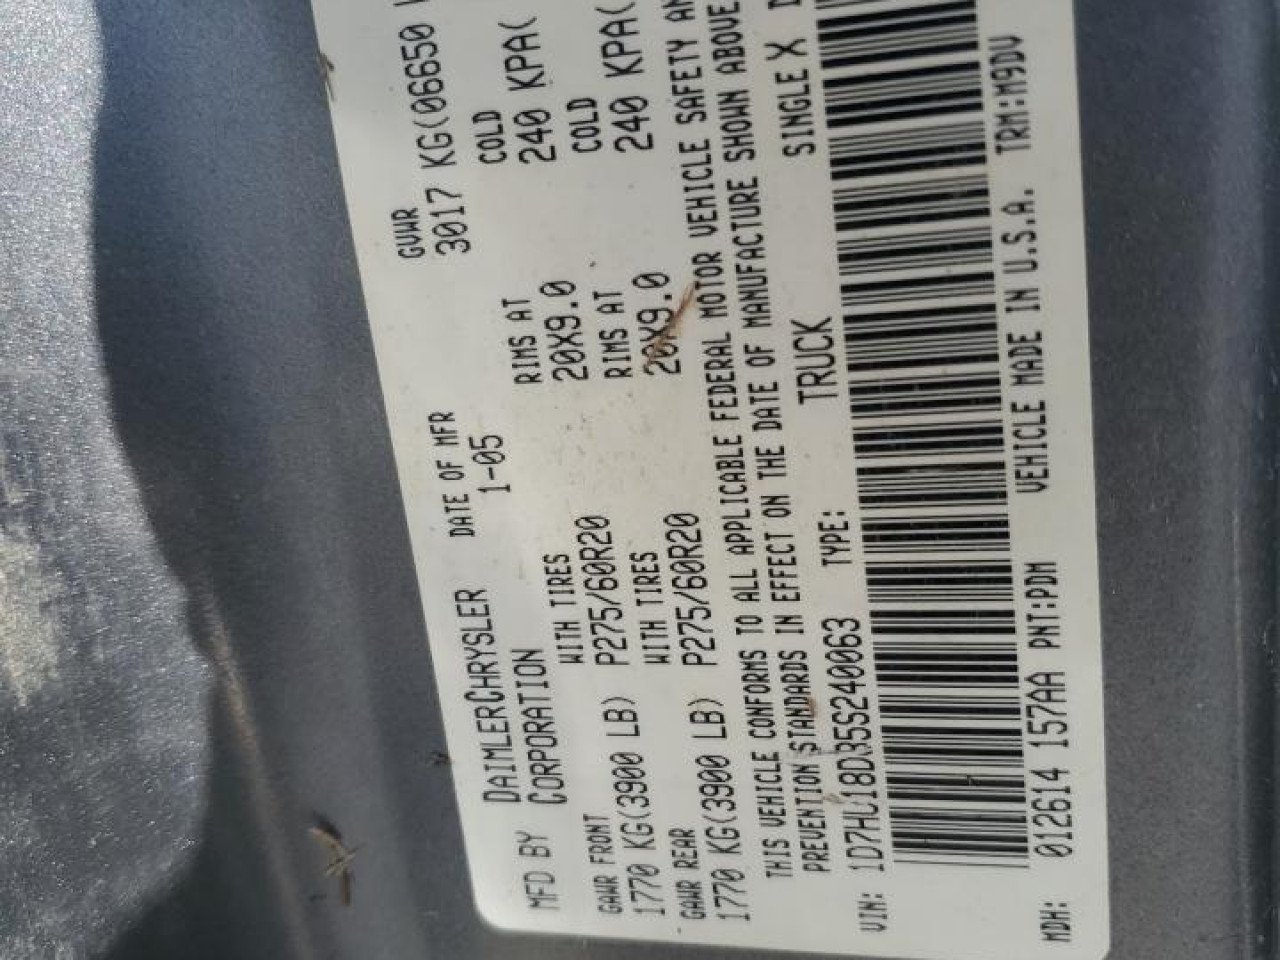 MFD BY DAIMLERCHRYSLER CORPORATION DATE OF MFR 1-05 GVWR 3017 KG(06650
GAWR FRONT WITH TIRES RIMS AT COLD
1770 KG(3900 LB) P275/60R20 20X9.0 240 KPA(
GAWR REAR WITH TIRES RIMS AT COLD
1770 KG(3900 LB) P275/60R20 20X9.0 240 KPA(
THIS VEHICLE CONFORMS TO ALL APPLICABLE FEDERAL MOTOR VEHICLE SAFETY
PREVENTION STANDARDS IN EFFECT ON THE DATE OF MANUFACTURE SHOWN ABOVE
VIN: TYPE: TRUCK SINGLE X
MDH: 012614 157AA PNT:PDM VEHICLE MADE IN U.S.A. TRM:M9DV